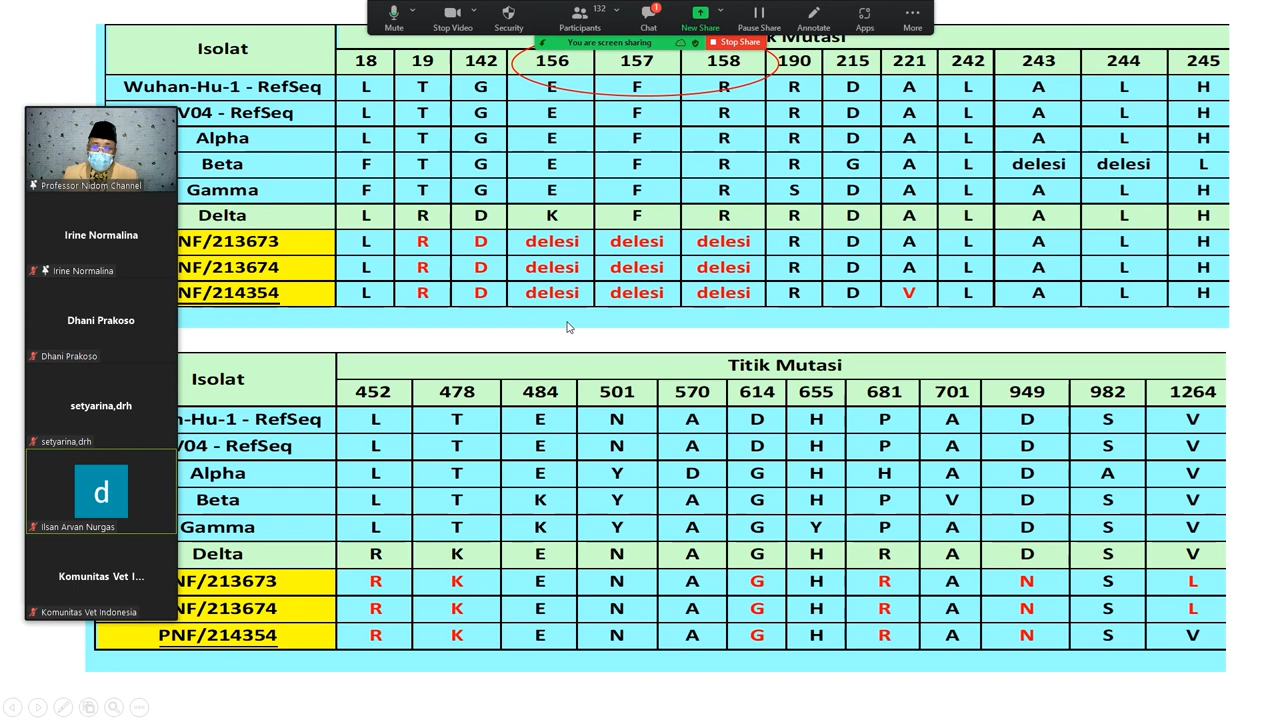 132
1
Mute
Stop Video
Security
Participants
Chat
New Share
Pause Share
Annotate
Apps
More
You are screen sharing
Stop Share
Isolat k Mutasi
18 19 142 156 157 158 190 215 221 242 243 244 245
Wuhan-Hu-1 - RefSeq L T G E F R R D A L A L H
V04 - RefSeq L T G E F R R D A L A L H
Alpha L T G E F R R D A L A L H
Beta F T G E F R R G A L delesi delesi L
Gamma F T G E F R S D A L A L H
Delta L R D K F R R D A L A L H
NF/213673 L R D delesi delesi delesi R D A L A L H
NF/213674 L R D delesi delesi delesi R D A L A L H
NF/214354 L R D delesi delesi delesi R D V L A L H
Isolat Titik Mutasi
452 478 484 501 570 614 655 681 701 949 982 1264
n-Hu-1 - RefSeq L T E N A D H P A D S V
V04 - RefSeq L T E N A D H P A D S V
Alpha L T E Y D G H H A D A V
Beta L T K Y A G H P V D S V
Gamma L T K Y A G Y P A D S V
Delta R K E N A G H R A D S V
NF/213673 R K E N A G H R A N S L
NF/213674 R K E N A G H R A N S L
PNF/214354 R K E N A G H R A N S V
Professor Nidom Channel
Irine Normalina
Irine Normalina
Dhani Prakoso
Dhani Prakoso
setyarina,drh
setyarina,drh
d
Ilsan Arvan Nurgas
Komunitas Vet I...
Komunitas Vet Indonesia